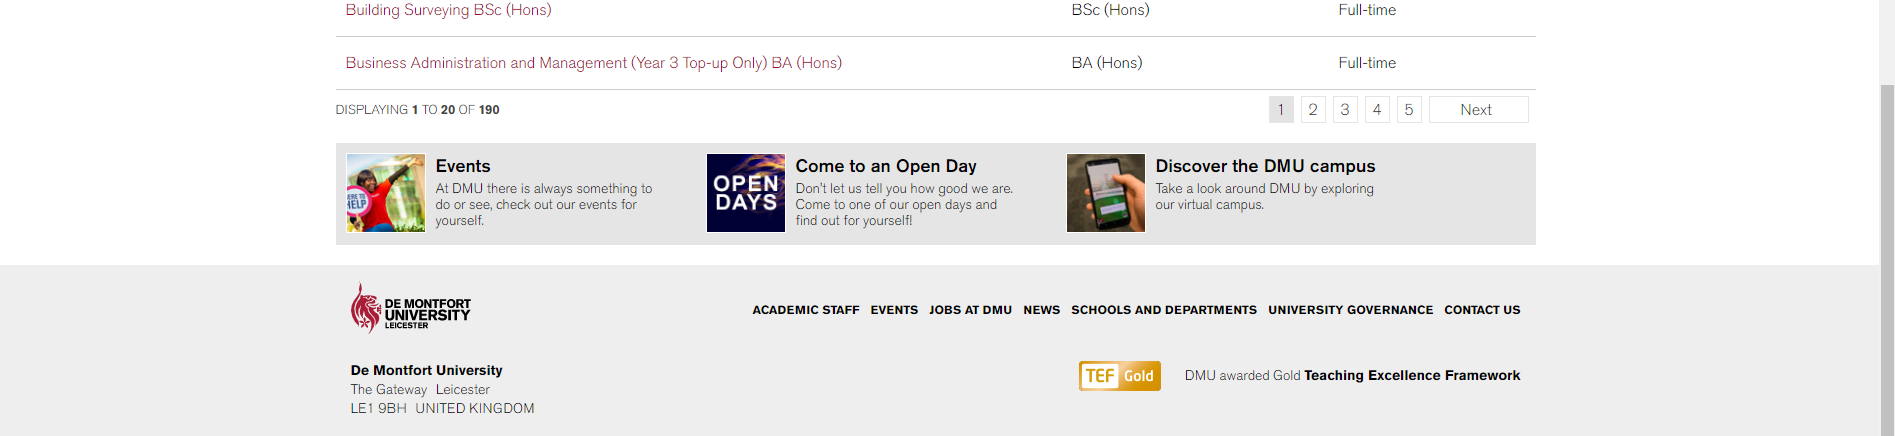 Building Surveying BSc (Hons) BSc (Hons) Full-time
Business Administration and Management (Year 3 Top-up Only) BA (Hons) BA (Hons) Full-time
DISPLAYING 1 TO 20 OF 190 1 2 3 4 5 Next
Events
At DMU there is always something to
do or see, check out our events for
yourself.
OPEN
DAYS
Come to an Open Day
Don't let us tell you how good we are.
Come to one of our open days and
find out for yourself!
Discover the DMU campus
Take a look around DMU by exploring
our virtual campus.
DE MONTFORT
UNIVERSITY
LEICESTER
ACADEMIC STAFF EVENTS JOBS AT DMU NEWS SCHOOLS AND DEPARTMENTS UNIVERSITY GOVERNANCE CONTACT US
De Montfort University
The Gateway Leicester
LE1 9BH UNITED KINGDOM
TEF Gold
DMU awarded Gold Teaching Excellence Framework